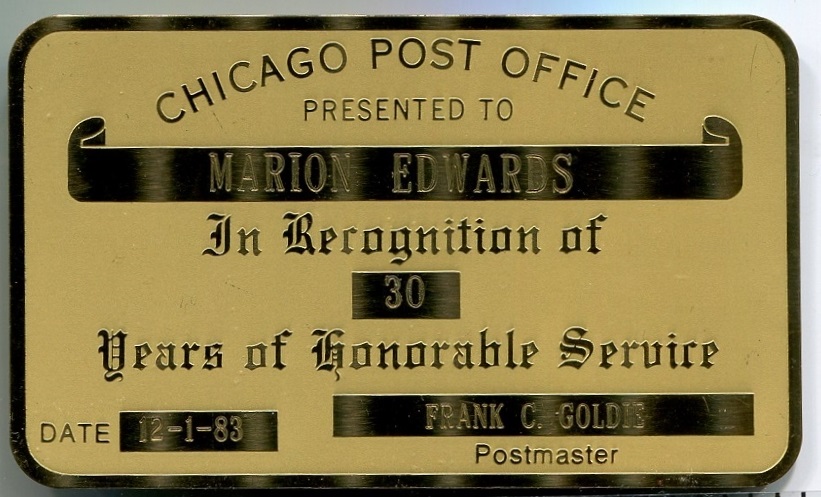 CHICAGO POST OFFICE
PRESENTED TO
MARION EDWARDS
In Recognition of
30
Years of Honorable Service
DATE 12-1-83 FRANK C. GOLDIE
Postmaster